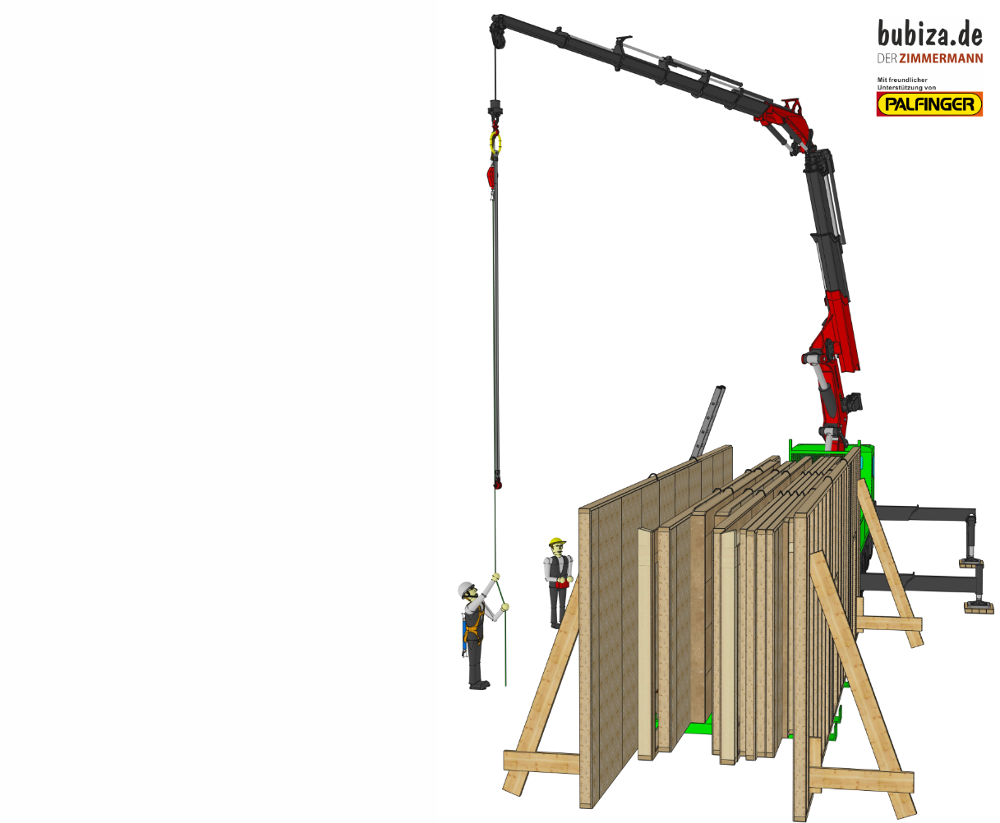 bubiza.de
DER ZIMMERMANN
Mit freundlicher
Unterstützung von
PALFINGER